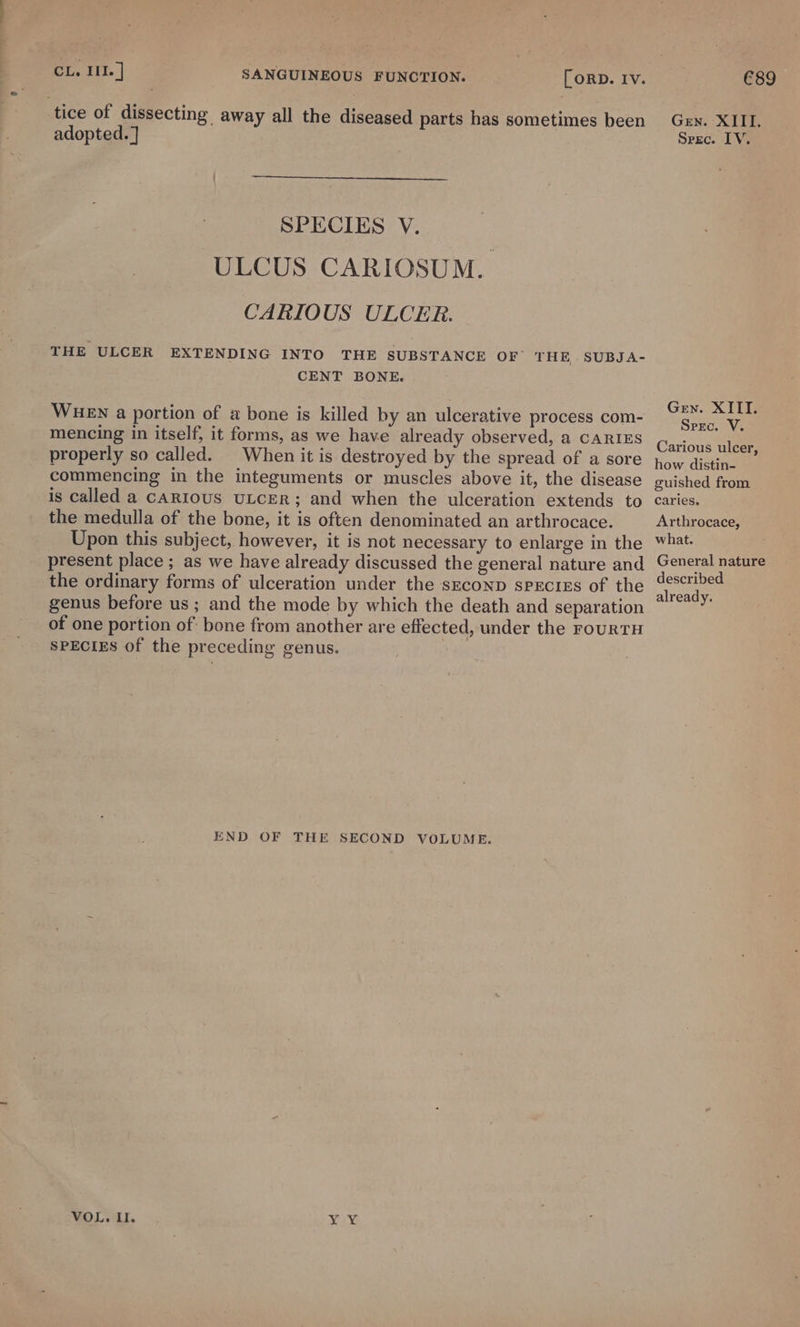 CL. III.] SANGUINEOUS FUNCTION. [ORD. IV. 689
tice of dissecting away all the diseased parts has sometimes been
adopted.]
GEN. XIII.
SPEC. IV.
SPECIES V.
ULCUS CARIOSUM.
CARIOUS ULCER.
THE ULCER EXTENDING INTO THE SUBSTANCE OF THE SUBJA-
CENT BONE.
WHEN a portion of a bone is killed by an ulcerative process com-
mencing in itself, it forms, as we have already observed, a CARIES
properly so called. When it is destroyed by the spread of a sore
commencing in the integuments or muscles above it, the disease
is called a CARIOUS ULCER; and when the ulceration extends to
the medulla of the bone, it is often denominated an arthrocace.
Upon this subject, however, it is not necessary to enlarge in the
present place; as we have already discussed the general nature and
the ordinary forms of ulceration under the SECOND SPECIES of the
genus before us; and the mode by which the death and separation
of one portion of bone from another are effected, under the FOURTH
SPECIES of the preceding genus.
GEN. XIII.
SPEC. V.
Carious ulcer,
how distin-
guished from
caries.
Arthrocace,
what.
General nature
described
already.
END OF THE SECOND VOLUME.
VOL. II. Y Y